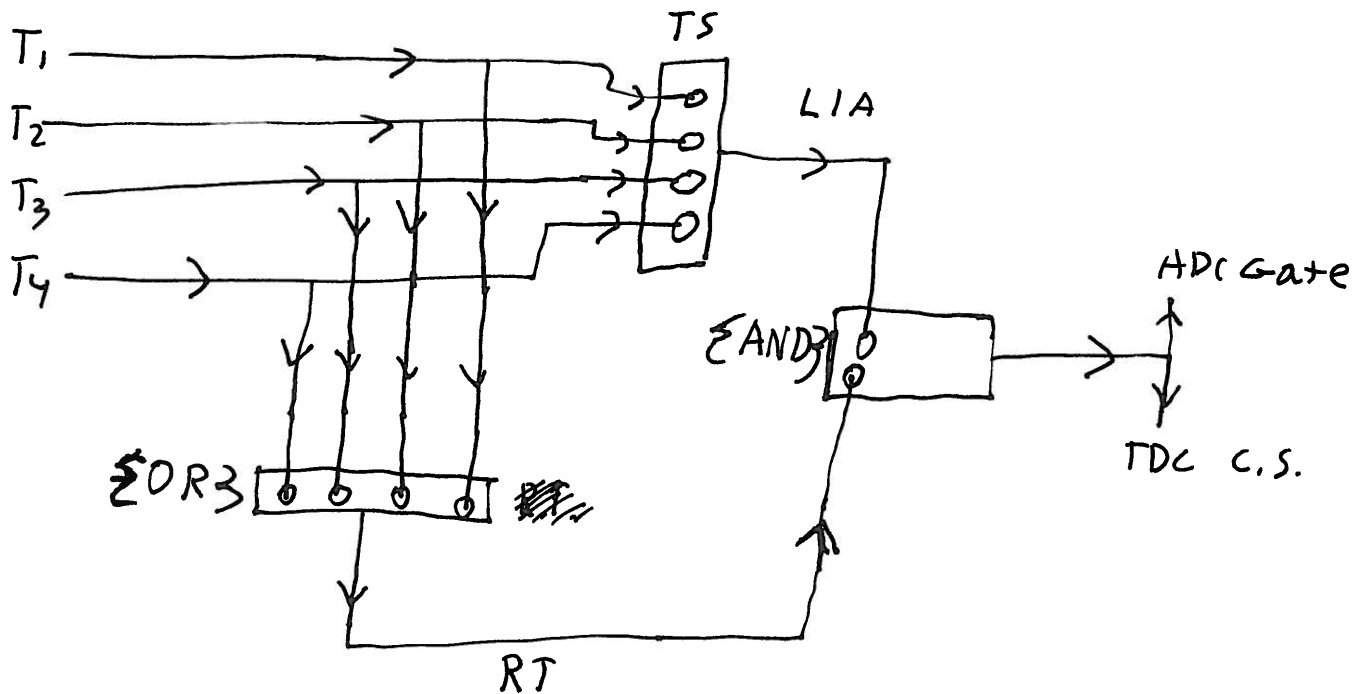 TS
T1
LIA
T2
T3
T4
ADC Gate
{AND}
TDC C.S.
{OR}
RT